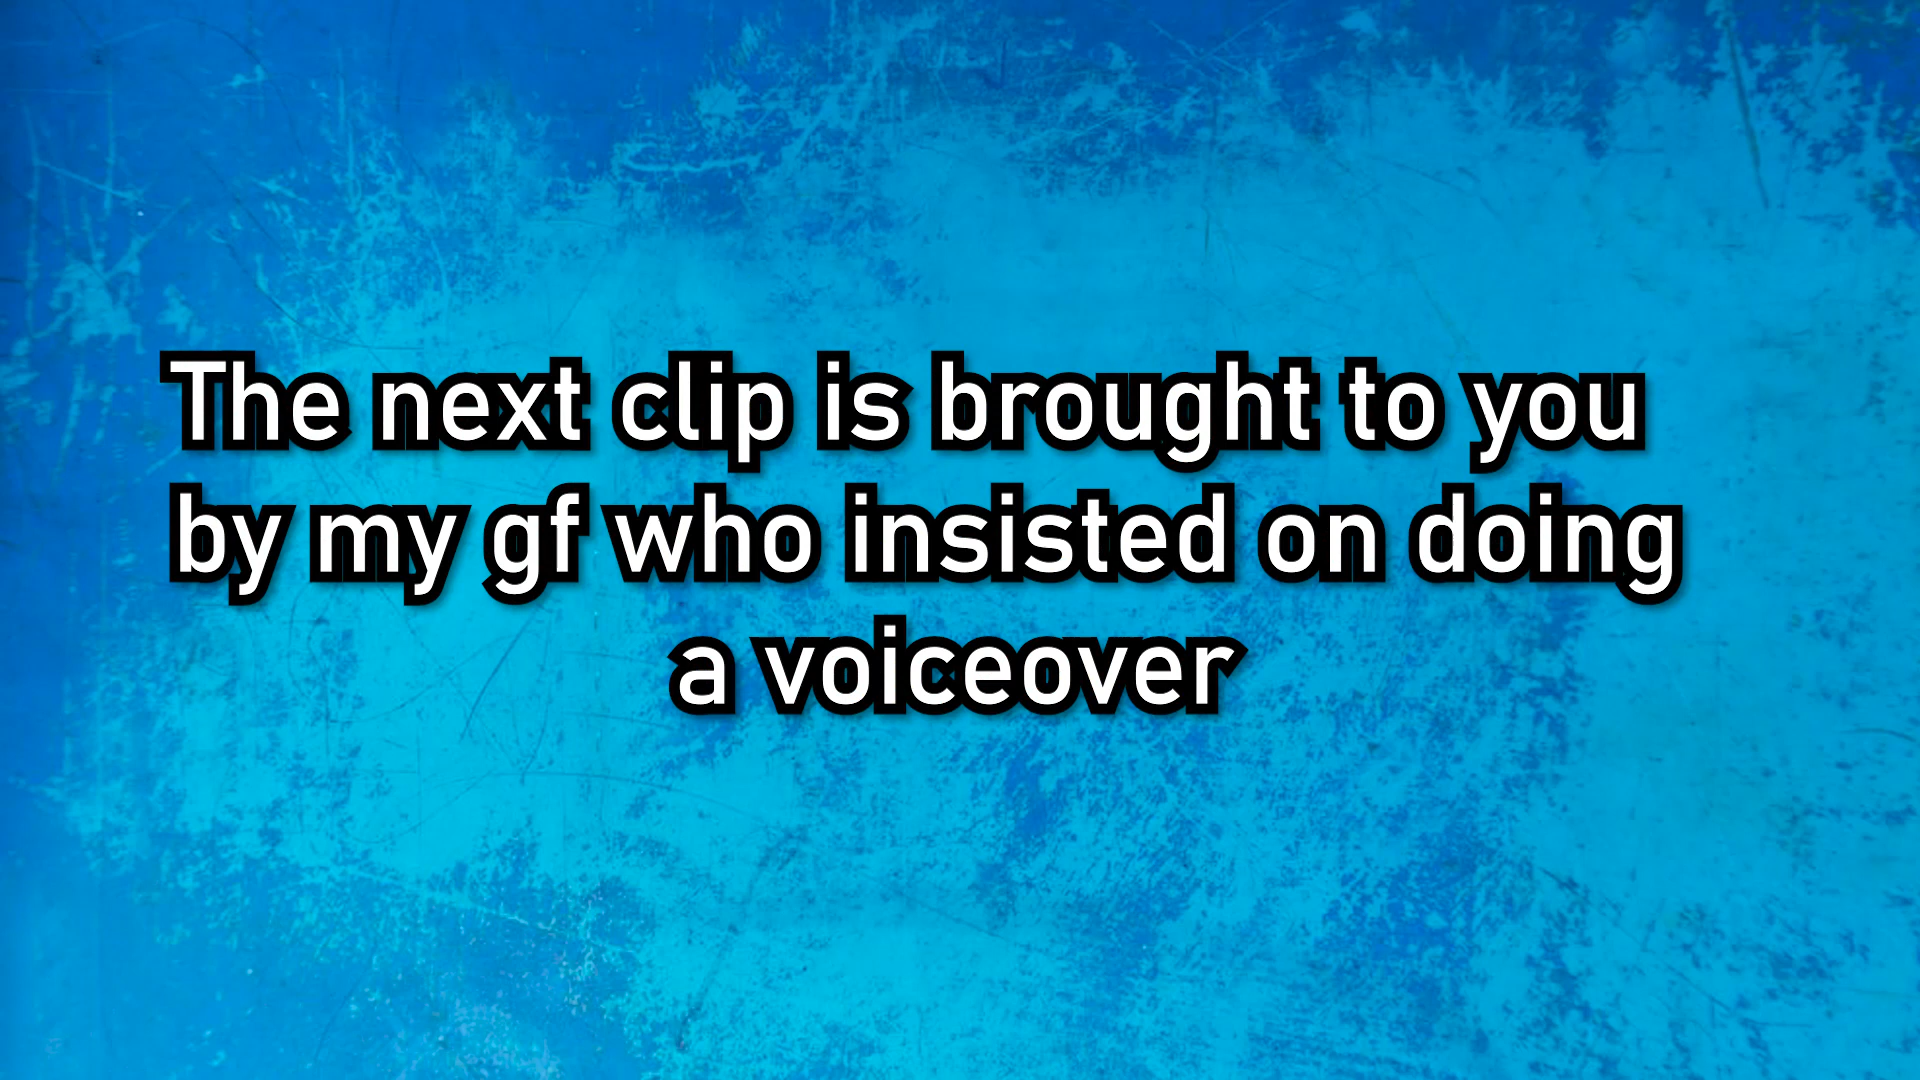 The next clip is brought to you
by my gf who insisted on doing
a voiceover